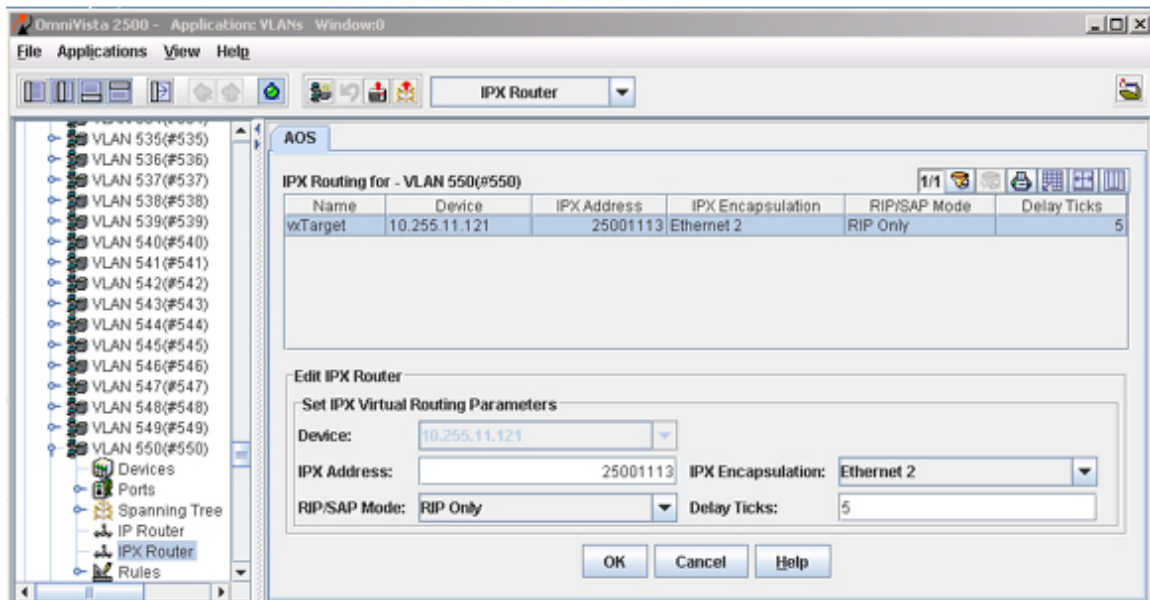 OmniVista 2500 - Application: VLANs Window:0
File Applications View Help
IPX Router
VLAN 535(#535)
VLAN 536(#536)
VLAN 537(#537)
VLAN 538(#538)
VLAN 539(#539)
VLAN 540(#540)
VLAN 541(#541)
VLAN 542(#542)
VLAN 543(#543)
VLAN 544(#544)
VLAN 545(#545)
VLAN 546(#546)
VLAN 547(#547)
VLAN 548(#548)
VLAN 549(#549)
VLAN 550(#550)
Devices
Ports
Spanning Tree
IP Router
IPX Router
Rules
AOS
IPX Routing for - VLAN 550(#550) 1/1
Name Device IPX Address IPX Encapsulation RIP/SAP Mode Delay Ticks
vxTarget 10.255.11.121 25001113 Ethernet 2 RIP Only 5
Edit IPX Router
Set IPX Virtual Routing Parameters
Device: 10.255.11.121
IPX Address: 25001113 IPX Encapsulation: Ethernet 2
RIP/SAP Mode: RIP Only Delay Ticks: 5
OK Cancel Help